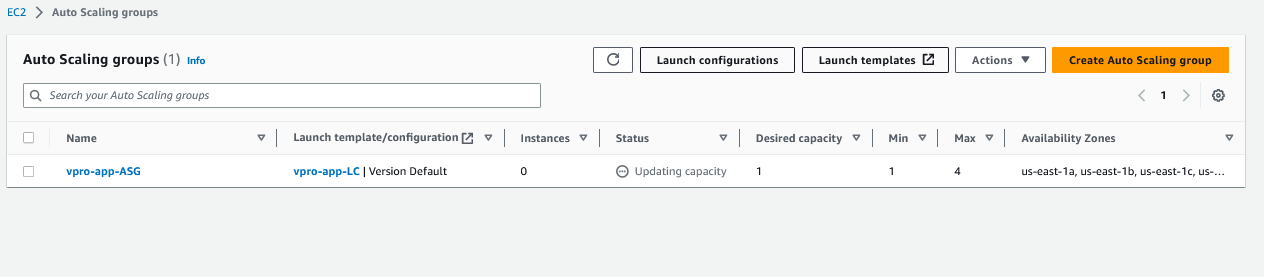 EC2 > Auto Scaling groups
Auto Scaling groups (1) Info
Launch configurations
Launch templates
Actions
Create Auto Scaling group
Search your Auto Scaling groups
1
Name Launch template/configuration Instances Status Desired capacity Min Max Availability Zones
vpro-app-ASG vpro-app-LC | Version Default 0 Updating capacity 1 1 4 us-east-1a, us-east-1b, us-east-1c, us-...